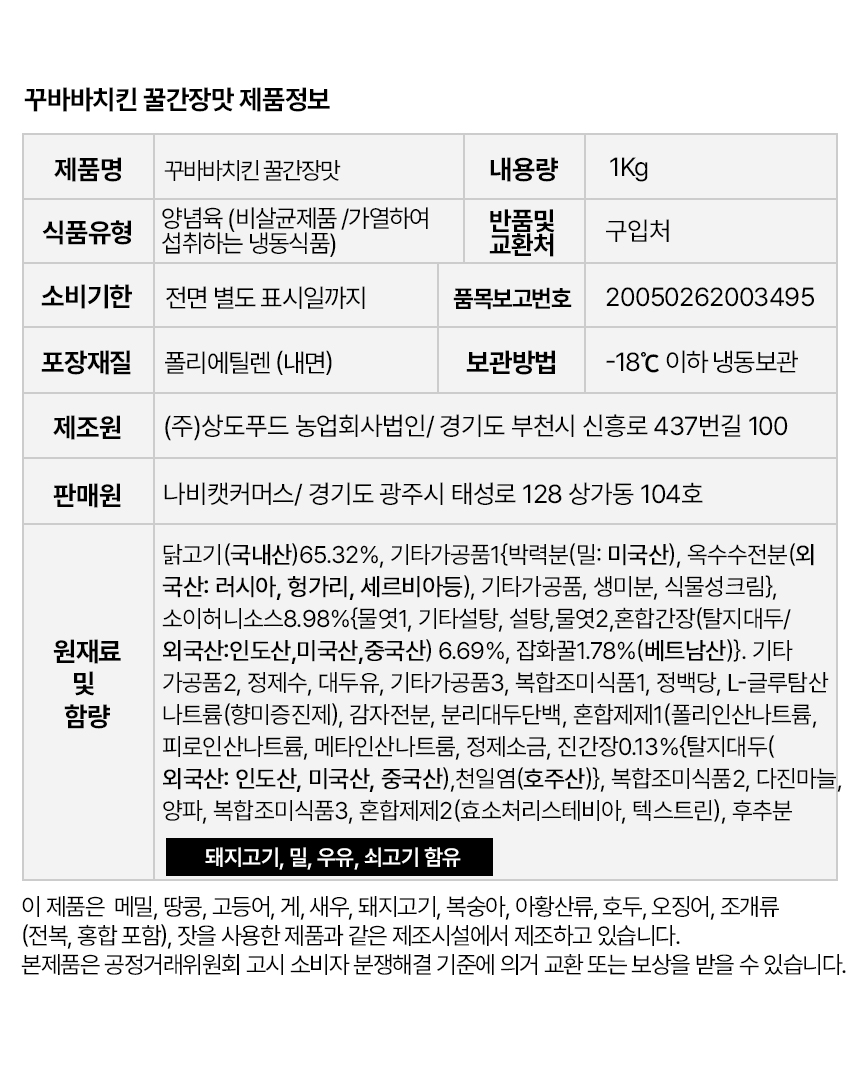 꾸바바치킨 꿀간장맛 제품정보
제품명 꾸바바치킨 꿀간장맛 내용량 1Kg
식품유형 양념육 (비살균제품 /가열하여 섭취하는 냉동식품) 반품및 교환처 구입처
소비기한 전면 별도 표시일까지 품목보고번호 20050262003495
포장재질 폴리에틸렌 (내면) 보관방법 -18℃ 이하 냉동보관
제조원 (주)상도푸드 농업회사법인/ 경기도 부천시 신흥로 437번길 100
판매원 나비캣커머스/ 경기도 광주시 태성로 128 상가동 104호
원재료 및 함량
닭고기(국내산)65.32%, 기타가공품1{박력분(밀: 미국산), 옥수수전분(외
국산: 러시아, 헝가리, 세르비아등), 기타가공품, 생미분, 식물성크림},
소이허니소스8.98%{물엿1, 기타설탕, 설탕,물엿2,혼합간장(탈지대두/
외국산:인도산,미국산,중국산) 6.69%, 잡화꿀1.78%(베트남산)}. 기타
가공품2, 정제수, 대두유, 기타가공품3, 복합조미식품1, 정백당, L-글루탐산
나트륨(향미증진제), 감자전분, 분리대두단백, 혼합제제1(폴리인산나트륨,
피로인산나트륨, 메타인산나트룸, 정제소금, 진간장0.13%{탈지대두(
외국산: 인도산, 미국산, 중국산),천일염(호주산)}, 복합조미식품2, 다진마늘,
양파, 복합조미식품3, 혼합제제2(효소처리스테비아, 텍스트린), 후추분
돼지고기, 밀, 우유, 쇠고기 함유
이 제품은 메밀, 땅콩, 고등어, 게, 새우, 돼지고기, 복숭아, 아황산류, 호두, 오징어, 조개류
(전복, 홍합 포함), 잣을 사용한 제품과 같은 제조시설에서 제조하고 있습니다.
본제품은 공정거래위원회 고시 소비자 분쟁해결 기준에 의거 교환 또는 보상을 받을 수 있습니다.